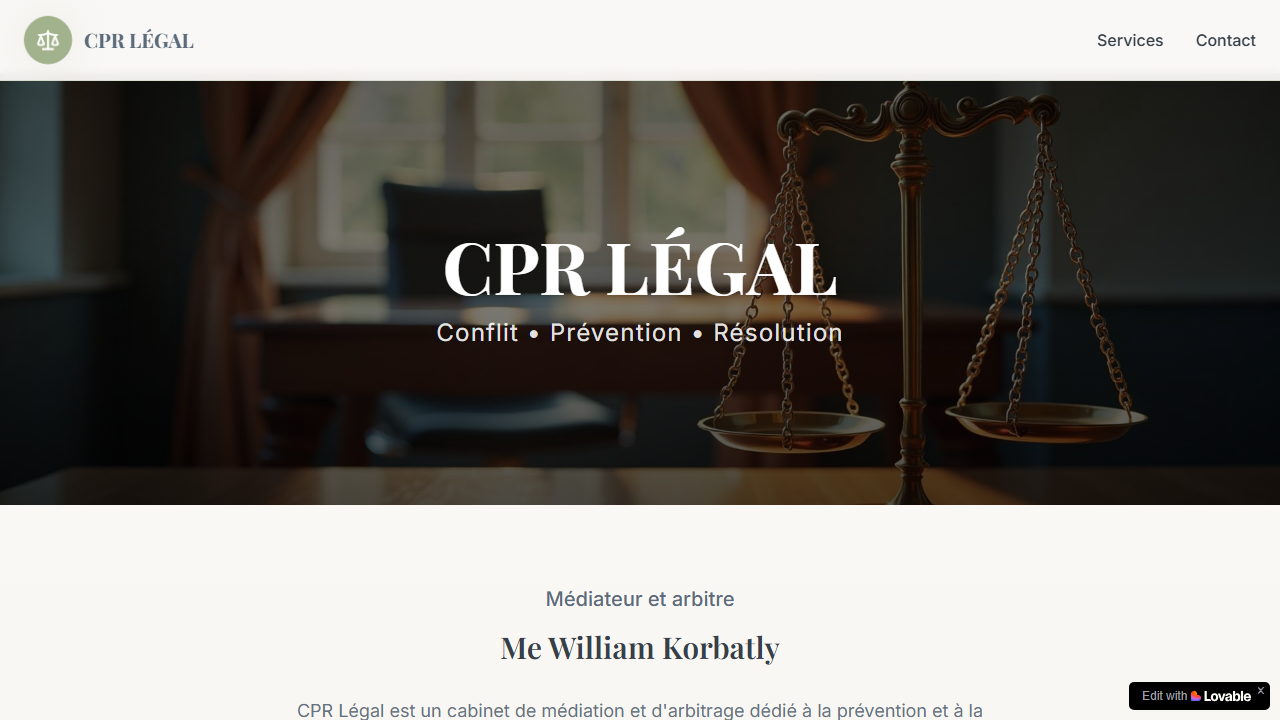 CPR LÉGAL
Services
Contact
CPR LÉGAL
Conflit • Prévention • Résolution
Médiateur et arbitre
Me William Korbatly
CPR Légal est un cabinet de médiation et d'arbitrage dédié à la prévention et à la
Edit with Lovable X